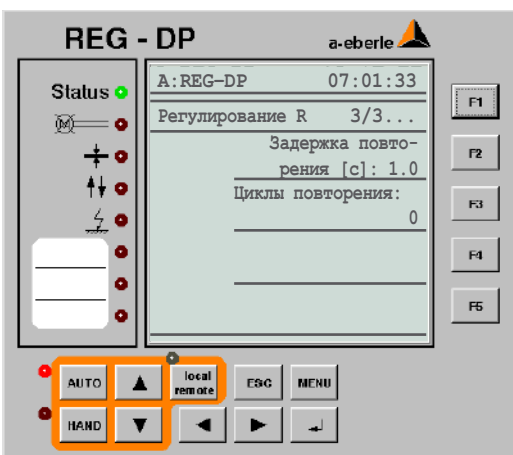 REG - DP
a-eberle
Status
A:REG-DP 07:01:33
Регулирование R 3/3...
Задержка повто-
рения [с]: 1.0
Циклы повторения:
0
F1
F2
F3
F4
F5
AUTO
local
remote
ESC
MENU
HAND